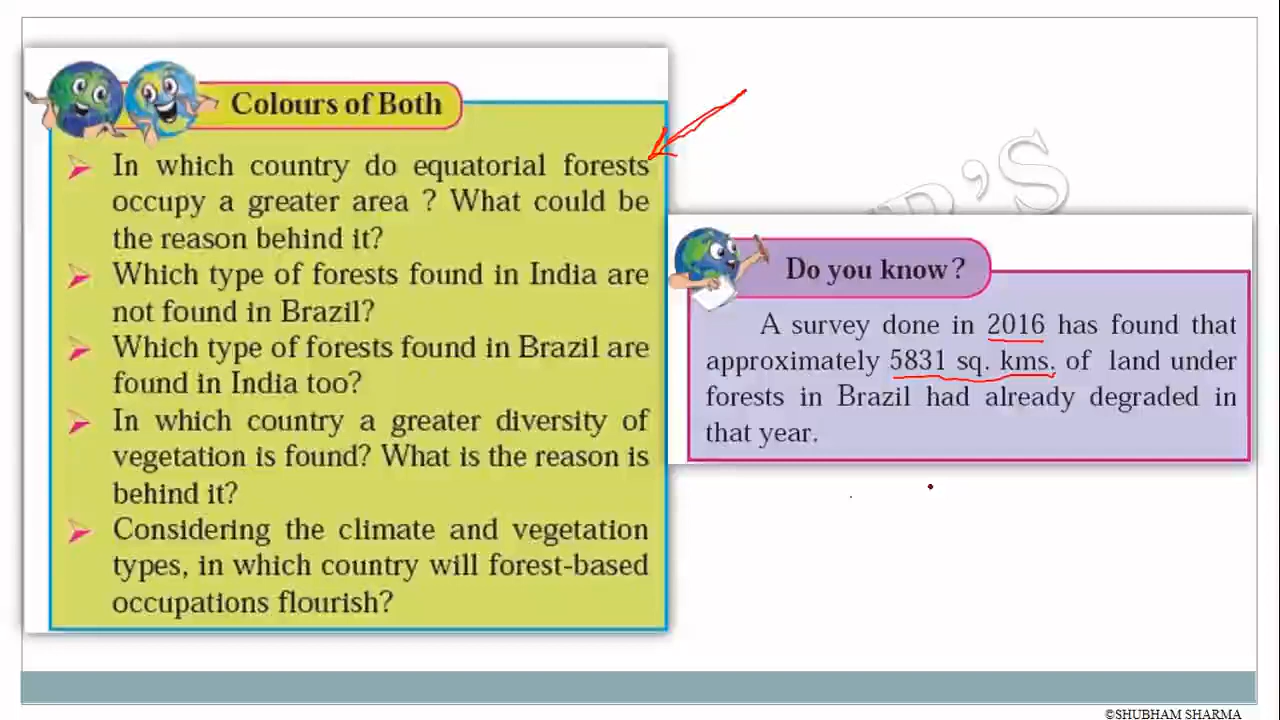 Colours of Both
In which country do equatorial forests
occupy a greater area ? What could be
the reason behind it?
Which type of forests found in India are
not found in Brazil?
Which type of forests found in Brazil are
found in India too?
In which country a greater diversity of
vegetation is found? What is the reason is
behind it?
Considering the climate and vegetation
types, in which country will forest-based
occupations flourish?
Do you know?
A survey done in 2016 has found that
approximately 5831 sq. kms. of land under
forests in Brazil had already degraded in
that year.
©SHUBHAM SHARMA